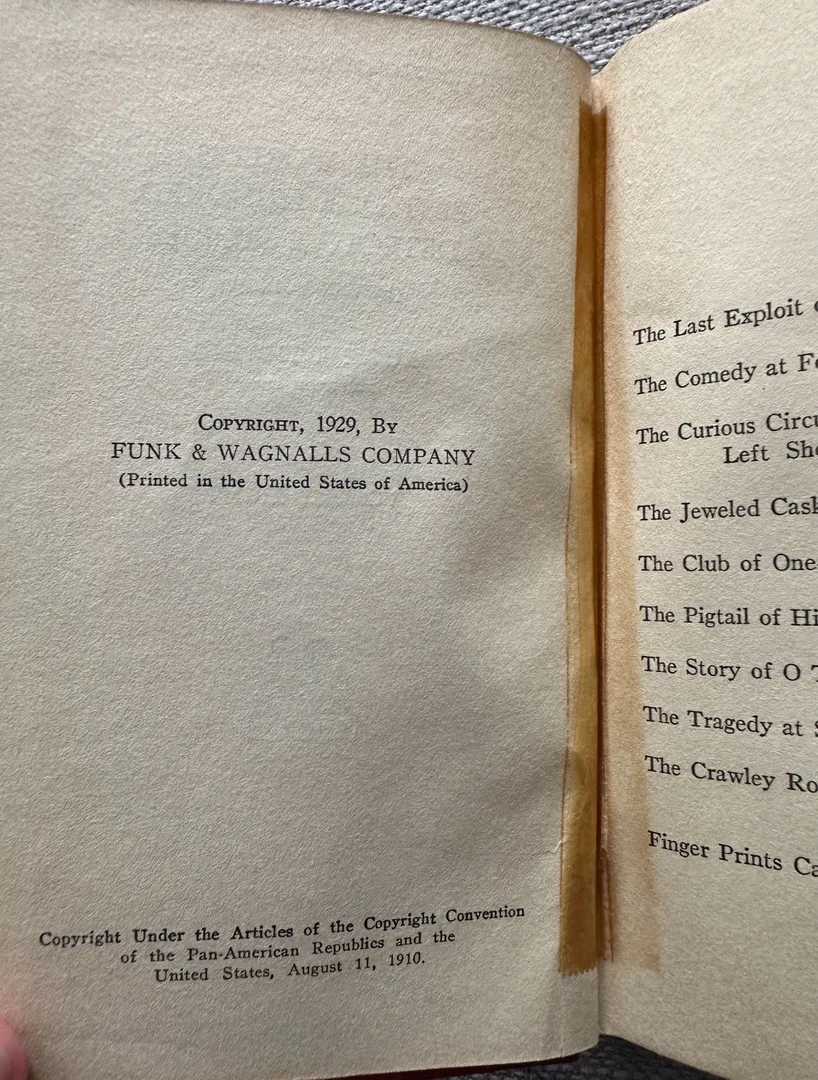 Copyright, 1929, By
FUNK & WAGNALLS COMPANY
(Printed in the United States of America)
Copyright Under the Articles of the Copyright Convention
of the Pan-American Republics and the
United States, August 11, 1910.
The Last Exploit
The Comedy at
The Curious
Left
The Jeweled
The Club of One
The Pigtail of
The Story of O
The Tragedy at
The Crawley
Finger Prints